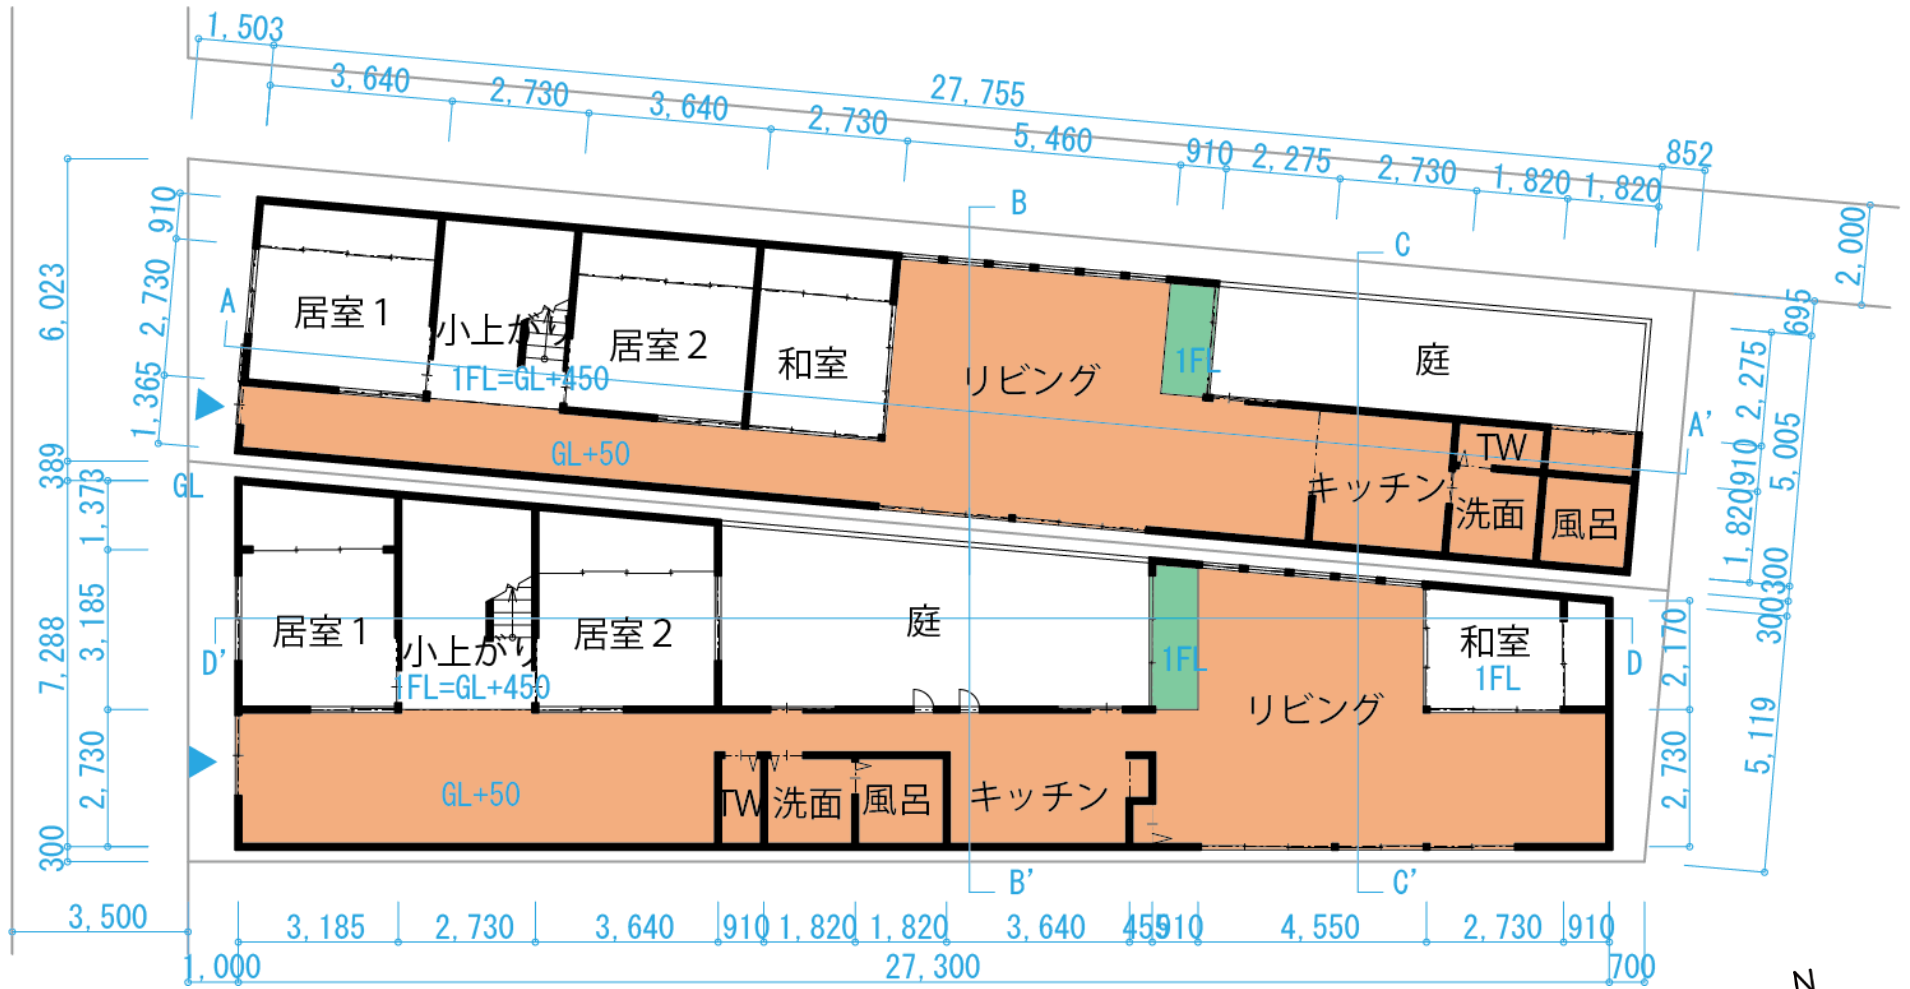 1,503
27,755
852
3,640
2,730
3,640
2,730
5,460
910
2,275
2,730
1,820
1,820
2,000
B
C
910
2,730
1,365
6,023
389
1,373
3,185
7,288
2,730
300
A
居室1
小上がり
1FL=GL+450
居室2
和室
リビング
1FL
庭
A'
GL+50
キッチン
TW
洗面
風呂
GL
695
2,275
5,005
910
1,820
300
300
居室1
小上がり
1FL=GL+450
居室2
庭
1FL
リビング
和室
1FL
D'
D
2,170
2,730
5,119
GL+50
TW
洗面
風呂
キッチン
B'
C'
3,500
3,185
2,730
3,640
910
1,820
1,820
3,640
455
910
4,550
2,730
910
1,000
27,300
700
N